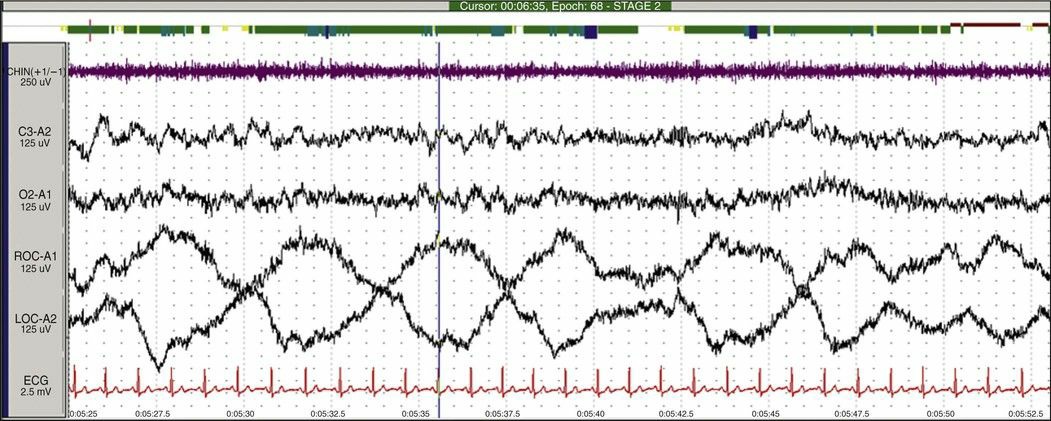 Cursor: 00:06:35, Epoch: 68 - STAGE 2
CHIN(+1/−1)
250 uV
C3-A2
125 uV
O2-A1
125 uV
ROC-A1
125 uV
LOC-A2
125 uV
ECG
2.5 mV
0:05:25 0:05:27.5 0:05:30 0:05:32.5 0:05:35 0:05:37.5 0:05:40 0:05:42.5 0:05:45 0:05:47.5 0:05:50 0:05:52.5